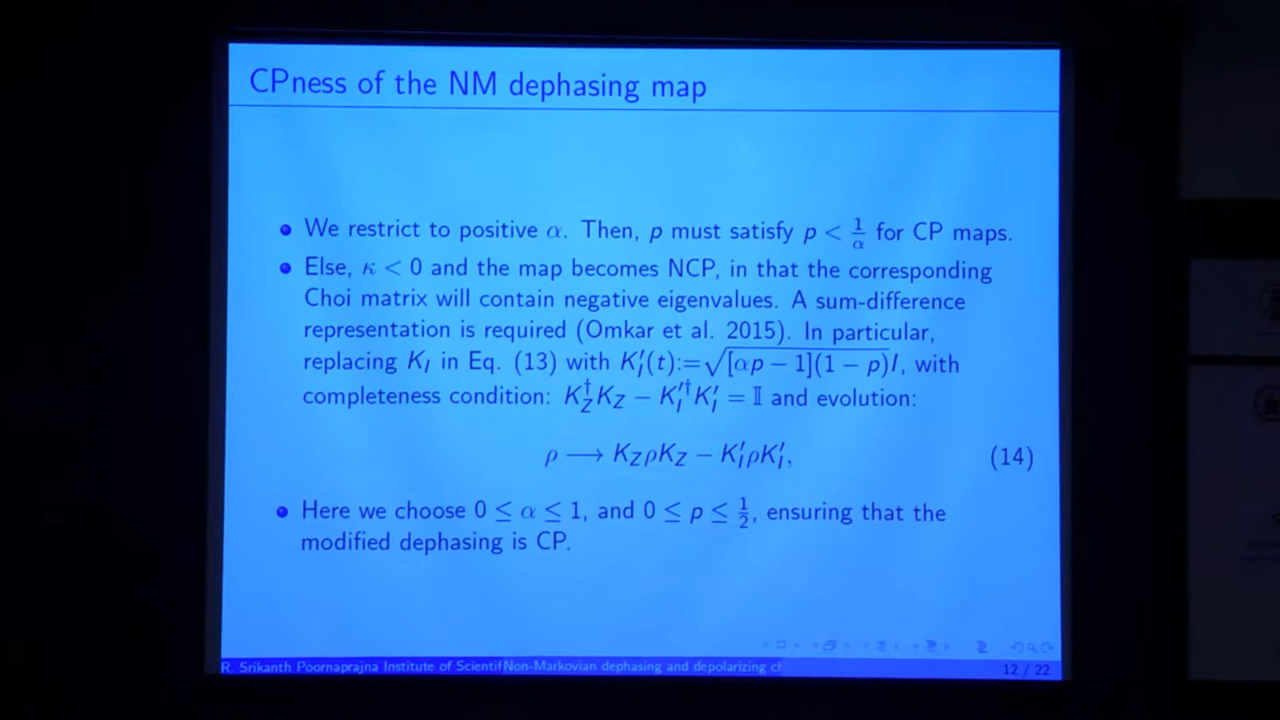 CPness of the NM dephasing map
• We restrict to positive α. Then, p must satisfy p < 1/α for CP maps.
• Else, κ < 0 and the map becomes NCP, in that the corresponding
Choi matrix will contain negative eigenvalues. A sum-difference
representation is required (Omkar et al. 2015). In particular,
replacing K_I in Eq. (13) with K′_I(t):=√([αp − 1](1 − p))I, with
completeness condition: K_Z†K_Z − K′_I†K′_I = 𝕀 and evolution:
ρ ⟶ K_ZρK_Z − K′_IρK′_I, (14)
• Here we choose 0 ≤ α ≤ 1, and 0 ≤ p ≤ 1/2, ensuring that the
modified dephasing is CP.
R. Srikanth Poornaprajna Institute of Scientif Non-Markovian dephasing and depolarizing cl 12 / 22